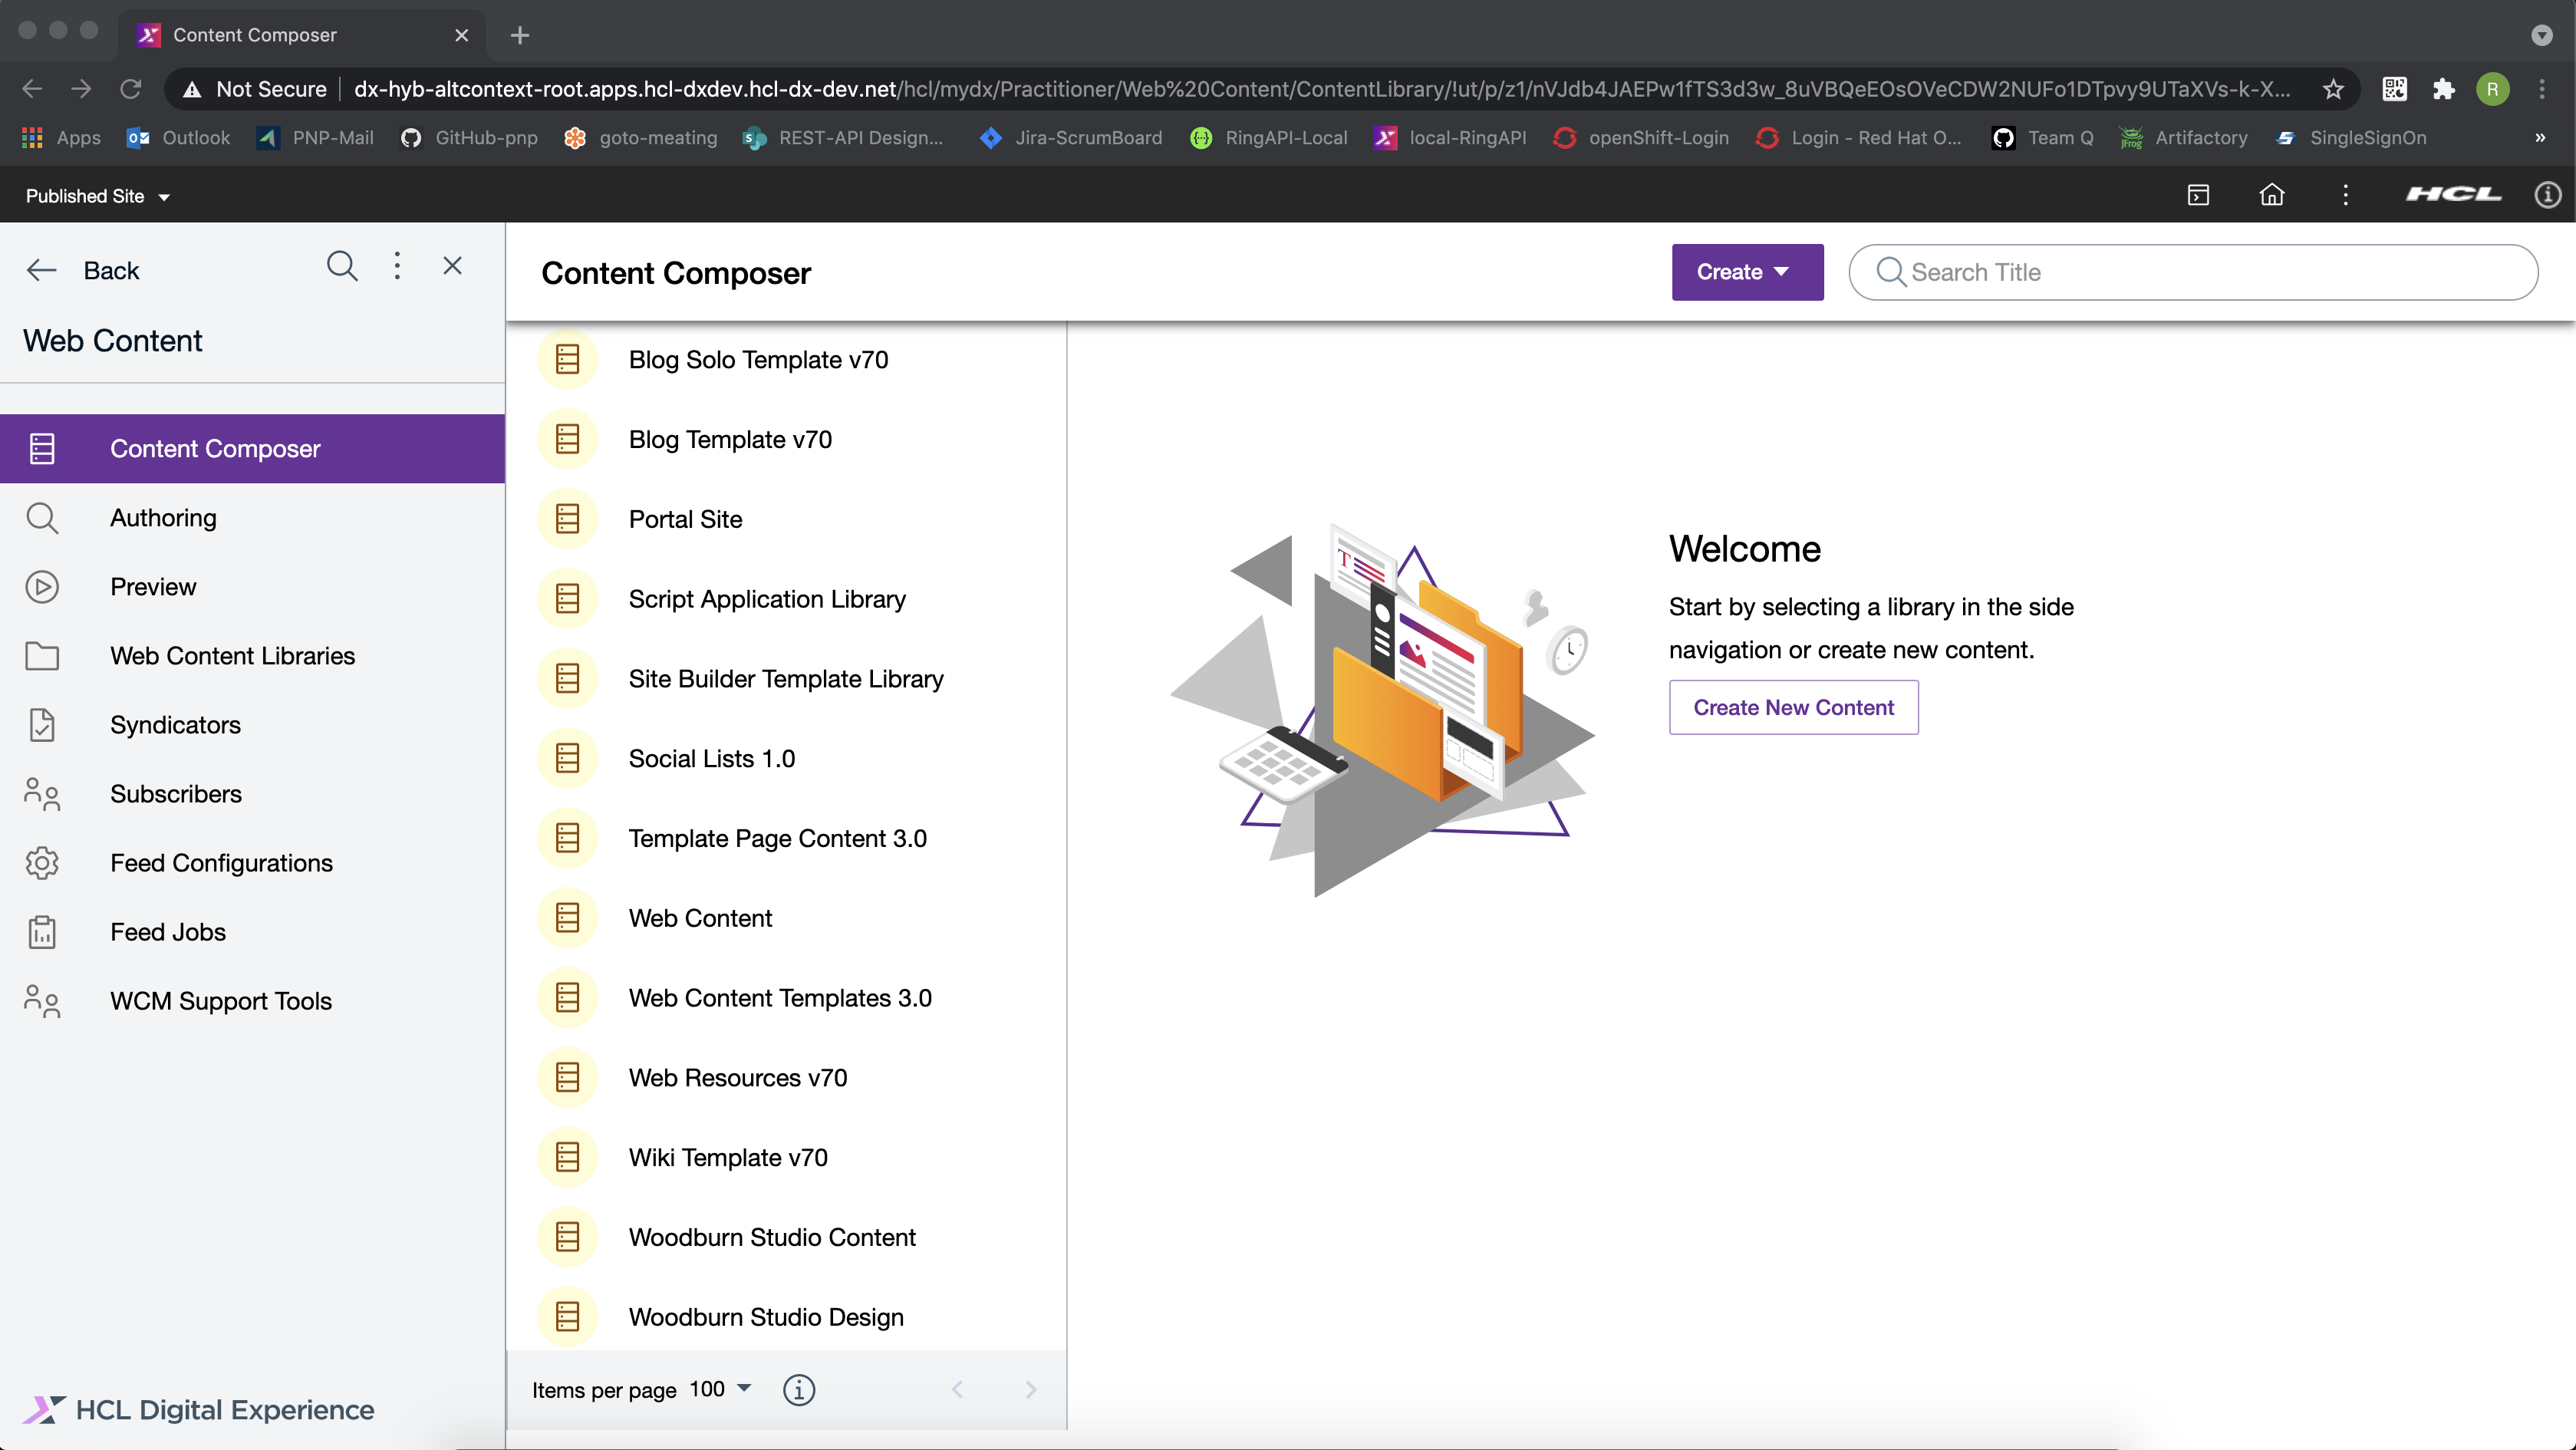 Content Composer
Not Secure dx-hyb-altcontext-root.apps.hcl-dxdev.hcl-dx-dev.net/hcl/mydx/Practitioner/Web%20Content/ContentLibrary/!ut/p/z1/nVJdb4JAEPw1fTS3d3w_8uVBQeEOsOVeCDW2NUFo1DTpvy9UTaXVs-k-X... R
Apps Outlook PNP-Mail GitHub-pnp goto-meating REST-API Design... Jira-ScrumBoard RingAPI-Local local-RingAPI openShift-Login Login - Red Hat O... Team Q Artifactory SingleSignOn »
Published Site HCL
Back
Web Content
Content Composer
Authoring
Preview
Web Content Libraries
Syndicators
Subscribers
Feed Configurations
Feed Jobs
WCM Support Tools
HCL Digital Experience
Content Composer Create Search Title
Blog Solo Template v70
Blog Template v70
Portal Site
Script Application Library
Site Builder Template Library
Social Lists 1.0
Template Page Content 3.0
Web Content
Web Content Templates 3.0
Web Resources v70
Wiki Template v70
Woodburn Studio Content
Woodburn Studio Design
Items per page 100
Welcome
Start by selecting a library in the side
navigation or create new content.
Create New Content